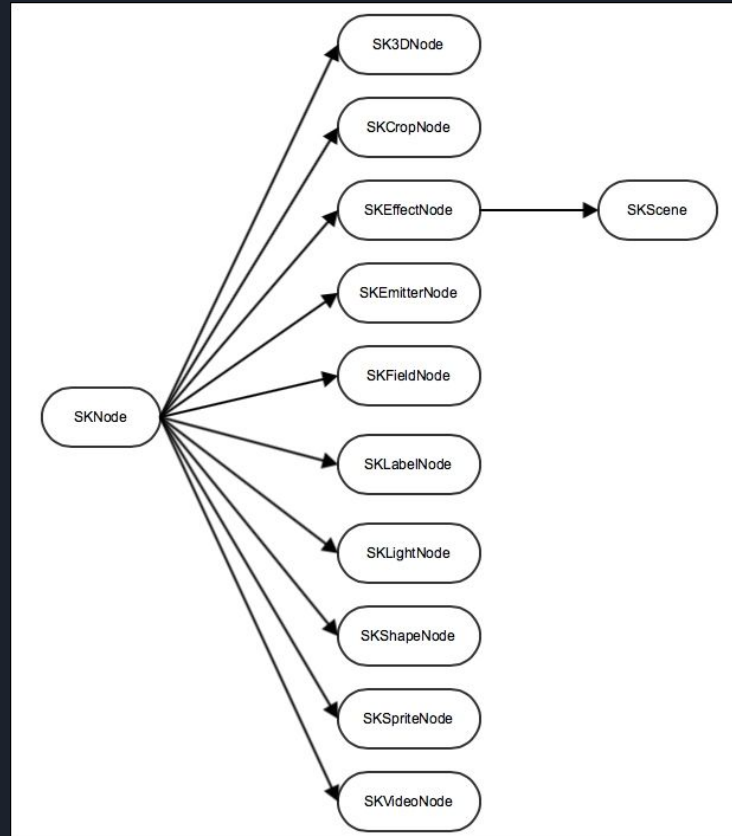 SK3DNode
SKCropNode
SKEffectNode
SKScene
SKEmitterNode
SKFieldNode
SKNode
SKLabelNode
SKLightNode
SKShapeNode
SKSpriteNode
SKVideoNode